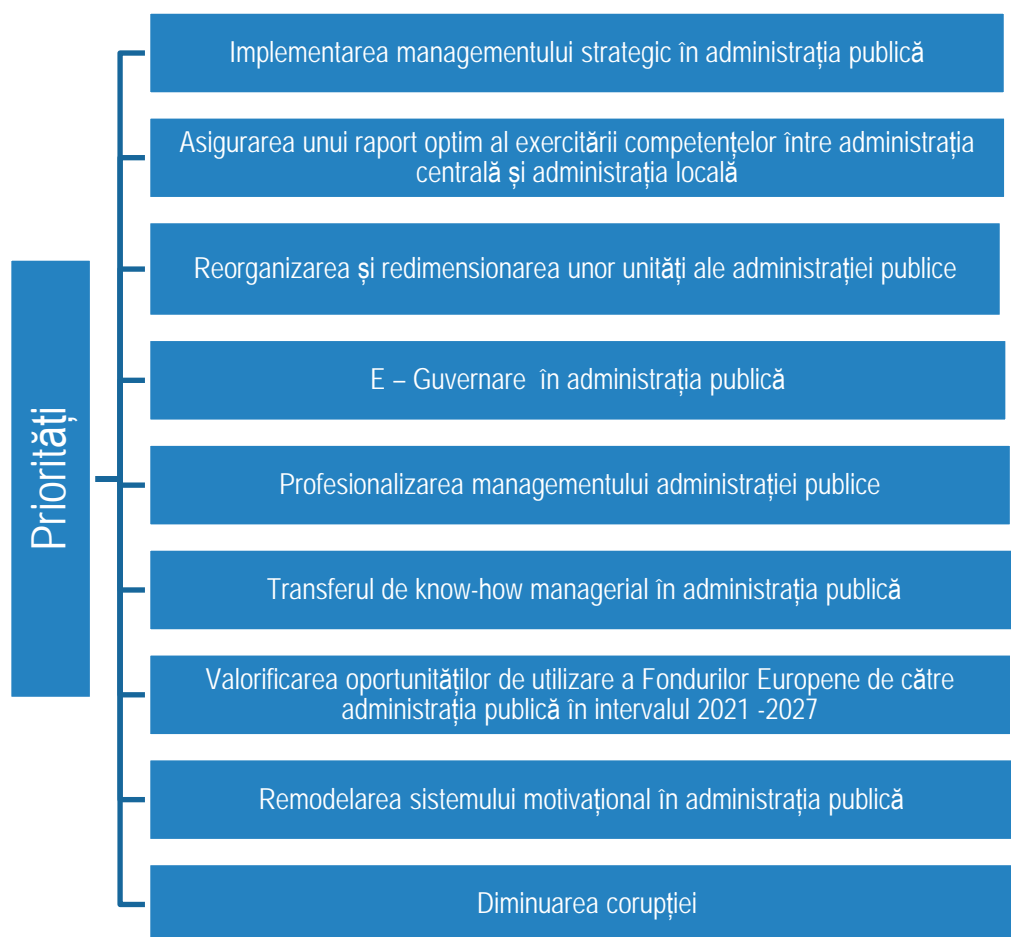 Priorități
Implementarea managementului strategic în administrația publică
Asigurarea unui raport optim al exercitării competențelor între administrația
centrală și administrația locală
Reorganizarea și redimensionarea unor unități ale administrației publice
E – Guvernare în administrația publică
Profesionalizarea managementului administrației publice
Transferul de know-how managerial în administrația publică
Valorificarea oportunităților de utilizare a Fondurilor Europene de către
administrația publică în intervalul 2021 -2027
Remodelarea sistemului motivațional în administrația publică
Diminuarea corupției